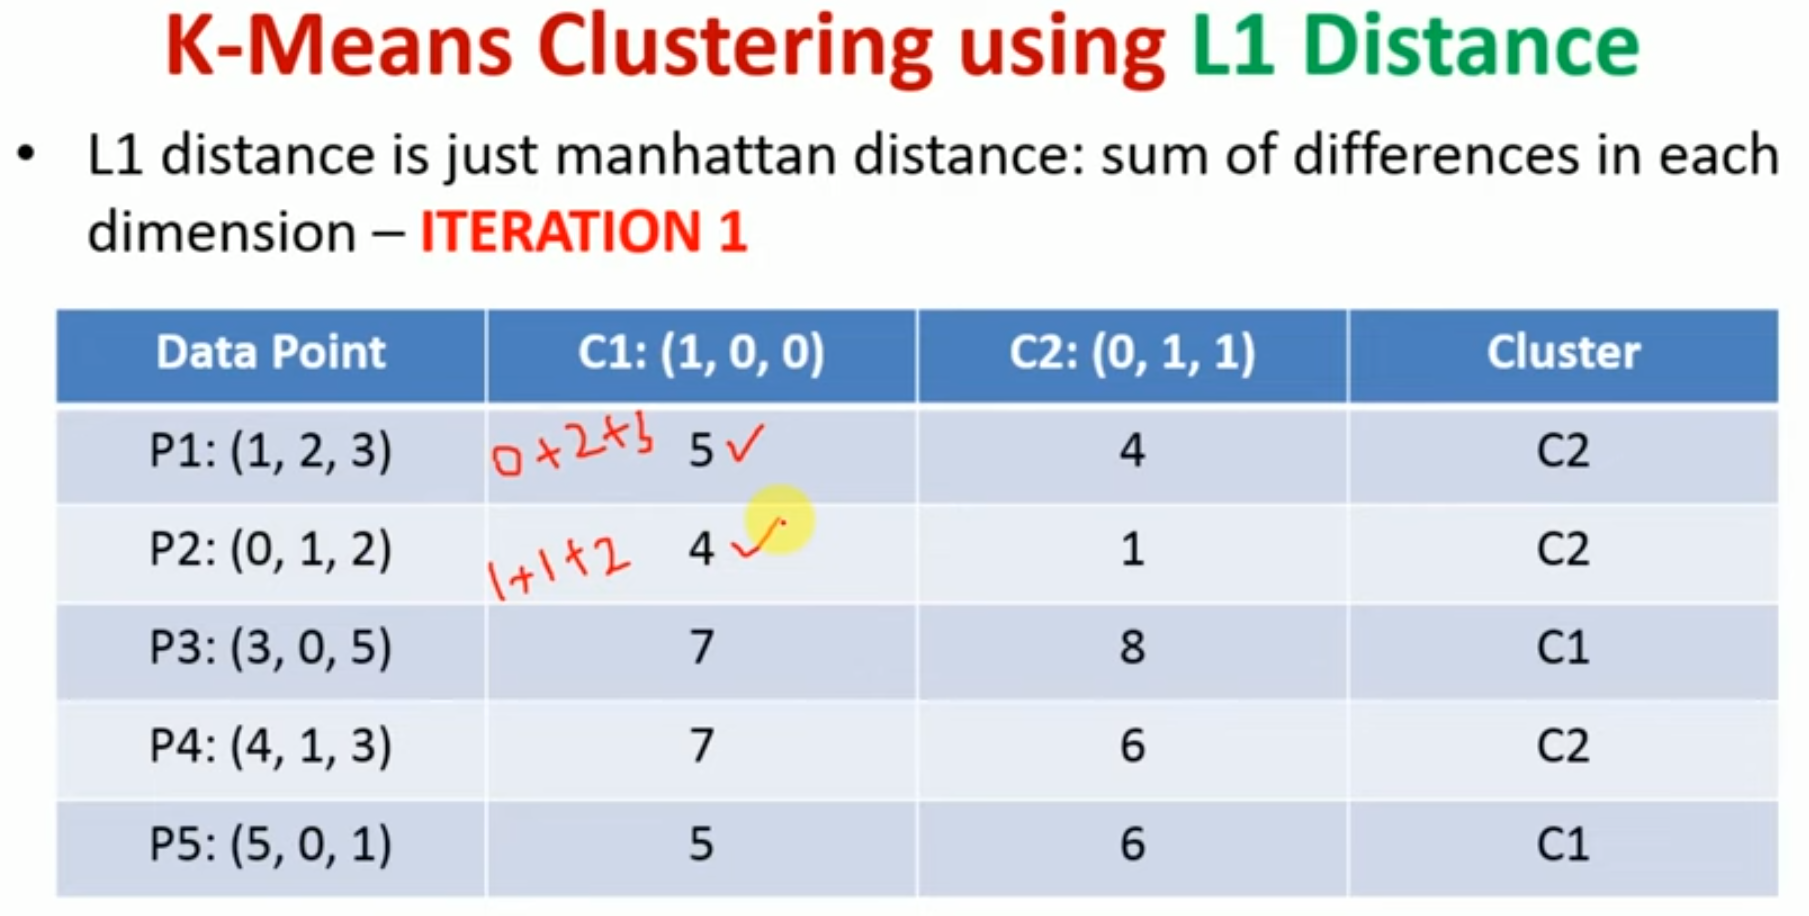 K-Means Clustering using L1 Distance
• L1 distance is just manhattan distance: sum of differences in each
dimension – ITERATION 1
Data Point C1: (1, 0, 0) C2: (0, 1, 1) Cluster
P1: (1, 2, 3) 0+2+3 5 ✓ 4 C2
P2: (0, 1, 2) 1+1+2 4 ✓ 1 C2
P3: (3, 0, 5) 7 8 C1
P4: (4, 1, 3) 7 6 C2
P5: (5, 0, 1) 5 6 C1